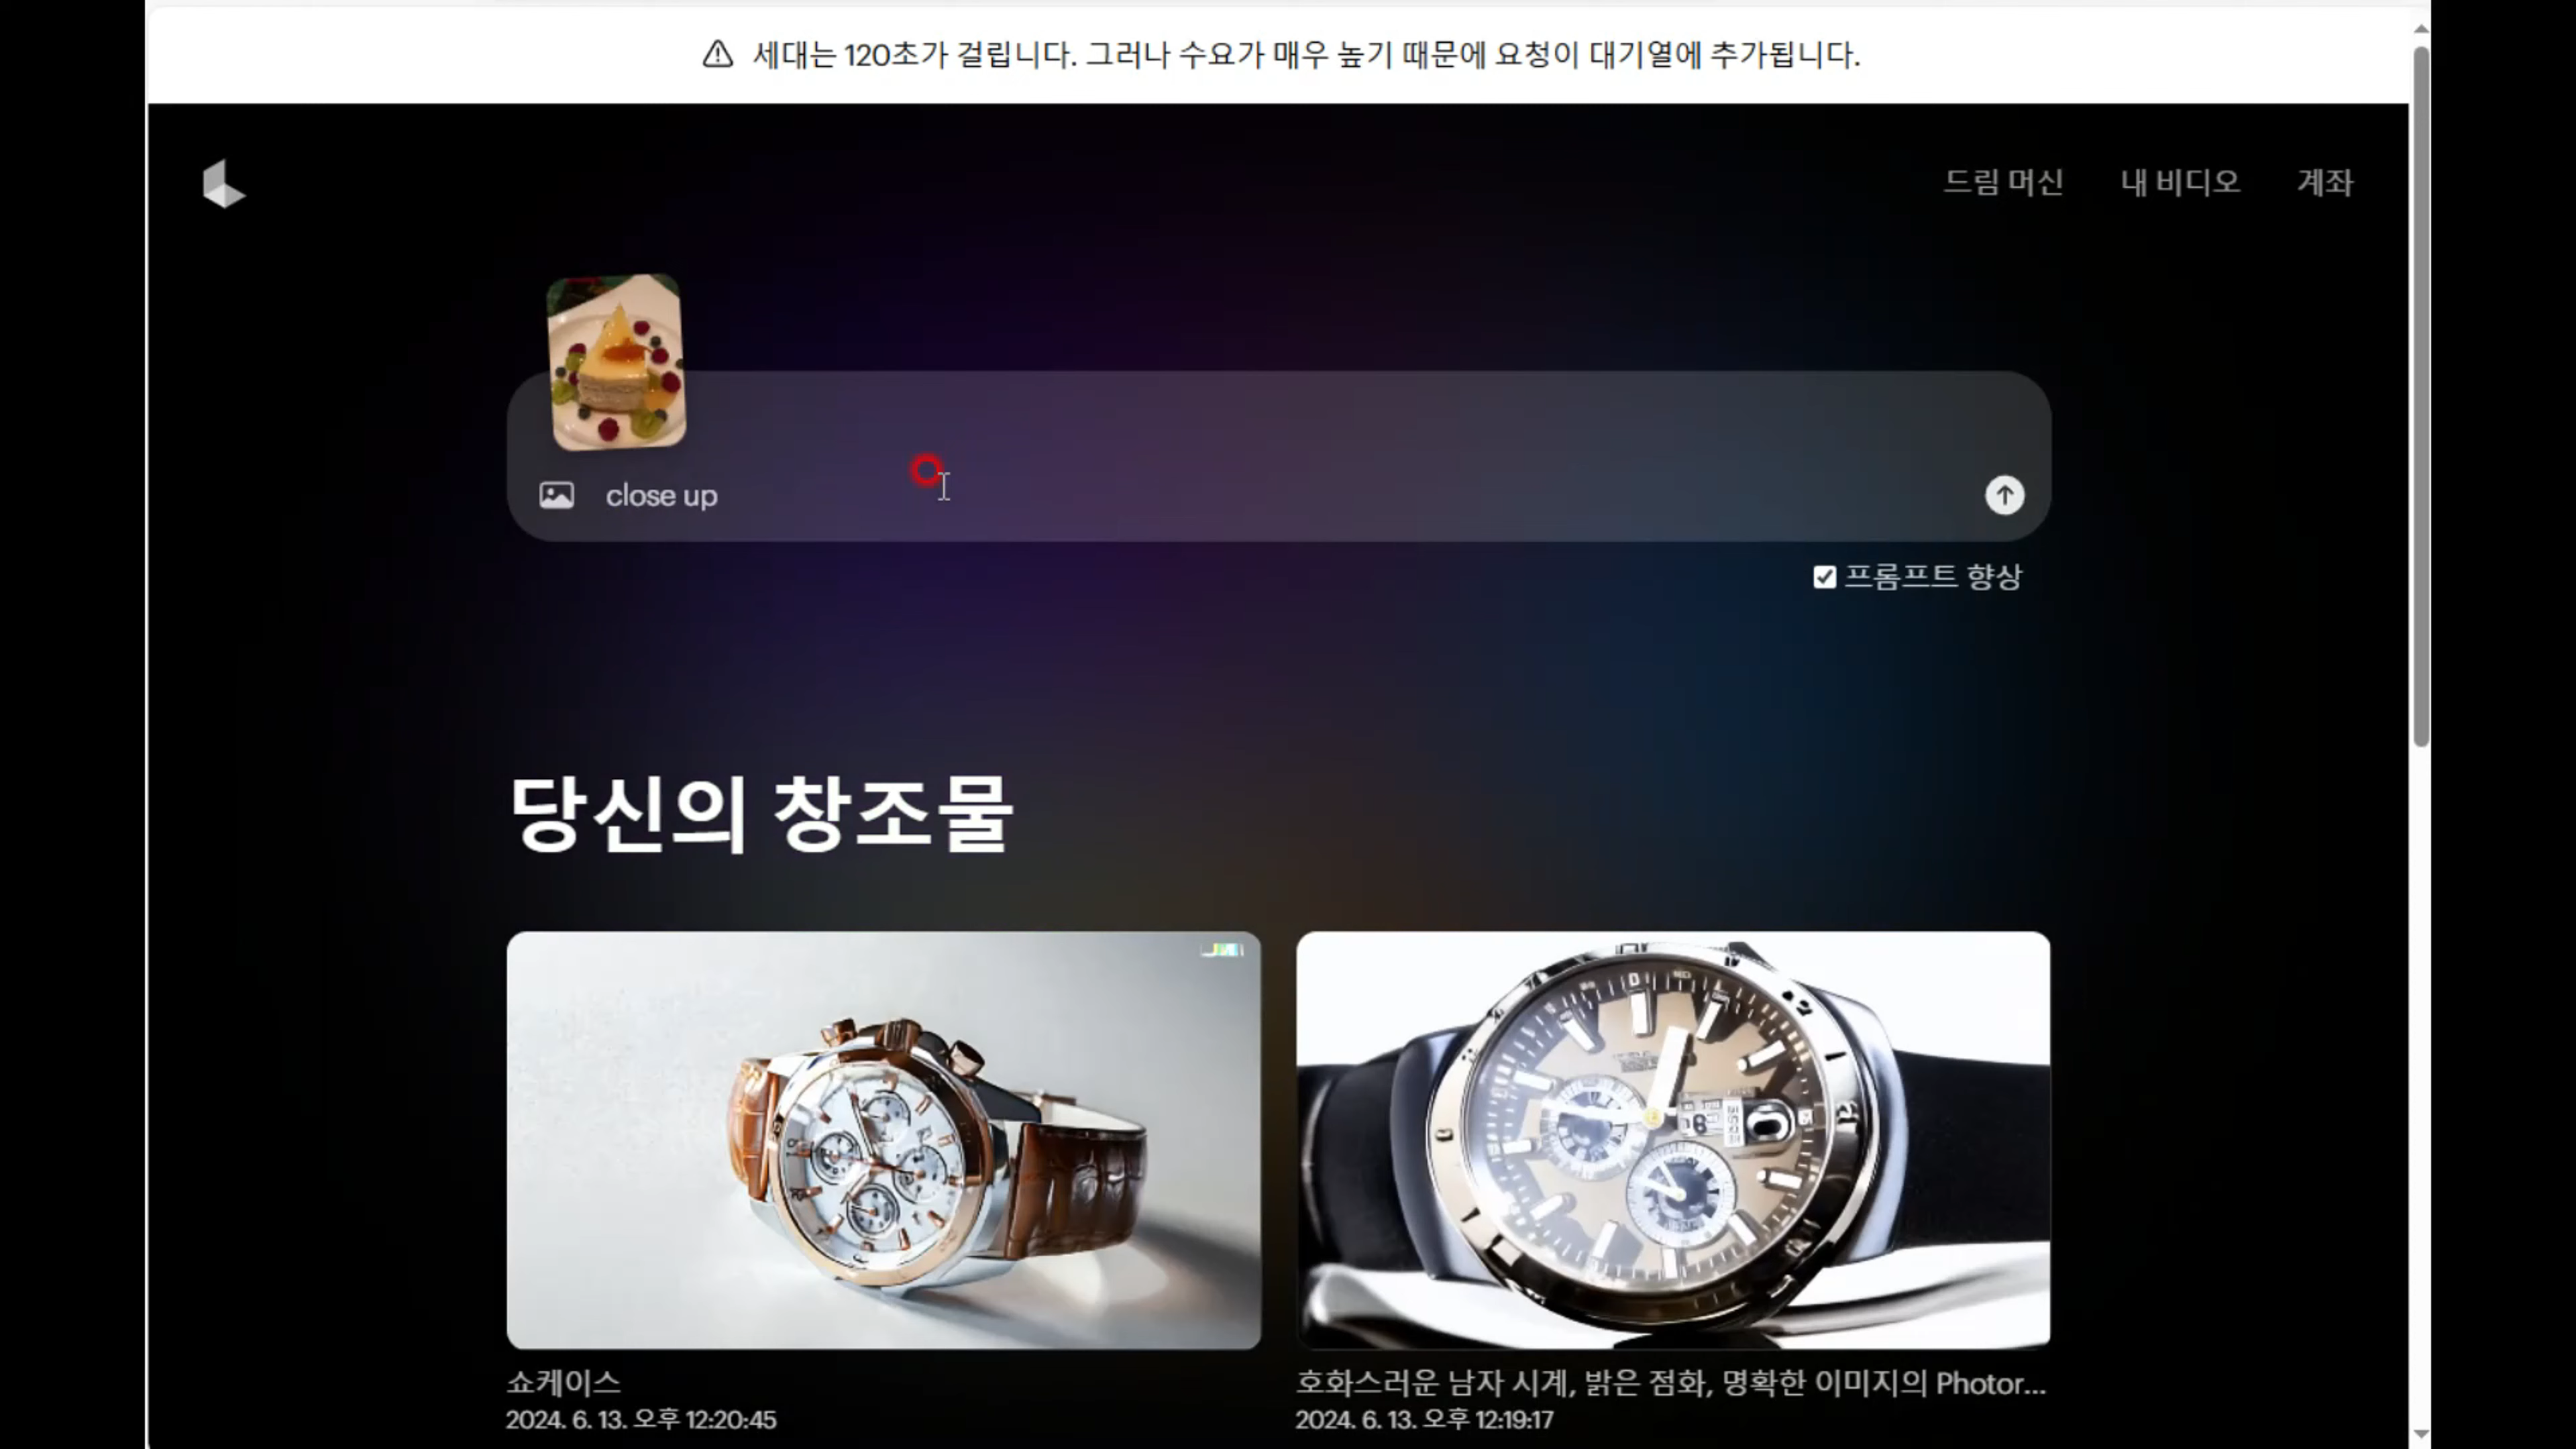 세대는 120초가 걸립니다. 그러나 수요가 매우 높기 때문에 요청이 대기열에 추가됩니다.
드림 머신 내 비디오 계좌
close up
프롬프트 향상
당신의 창조물
쇼케이스
2024. 6. 13. 오후 12:20:45
호화스러운 남자 시계, 밝은 점화, 명확한 이미지의 Photor...
2024. 6. 13. 오후 12:19:17